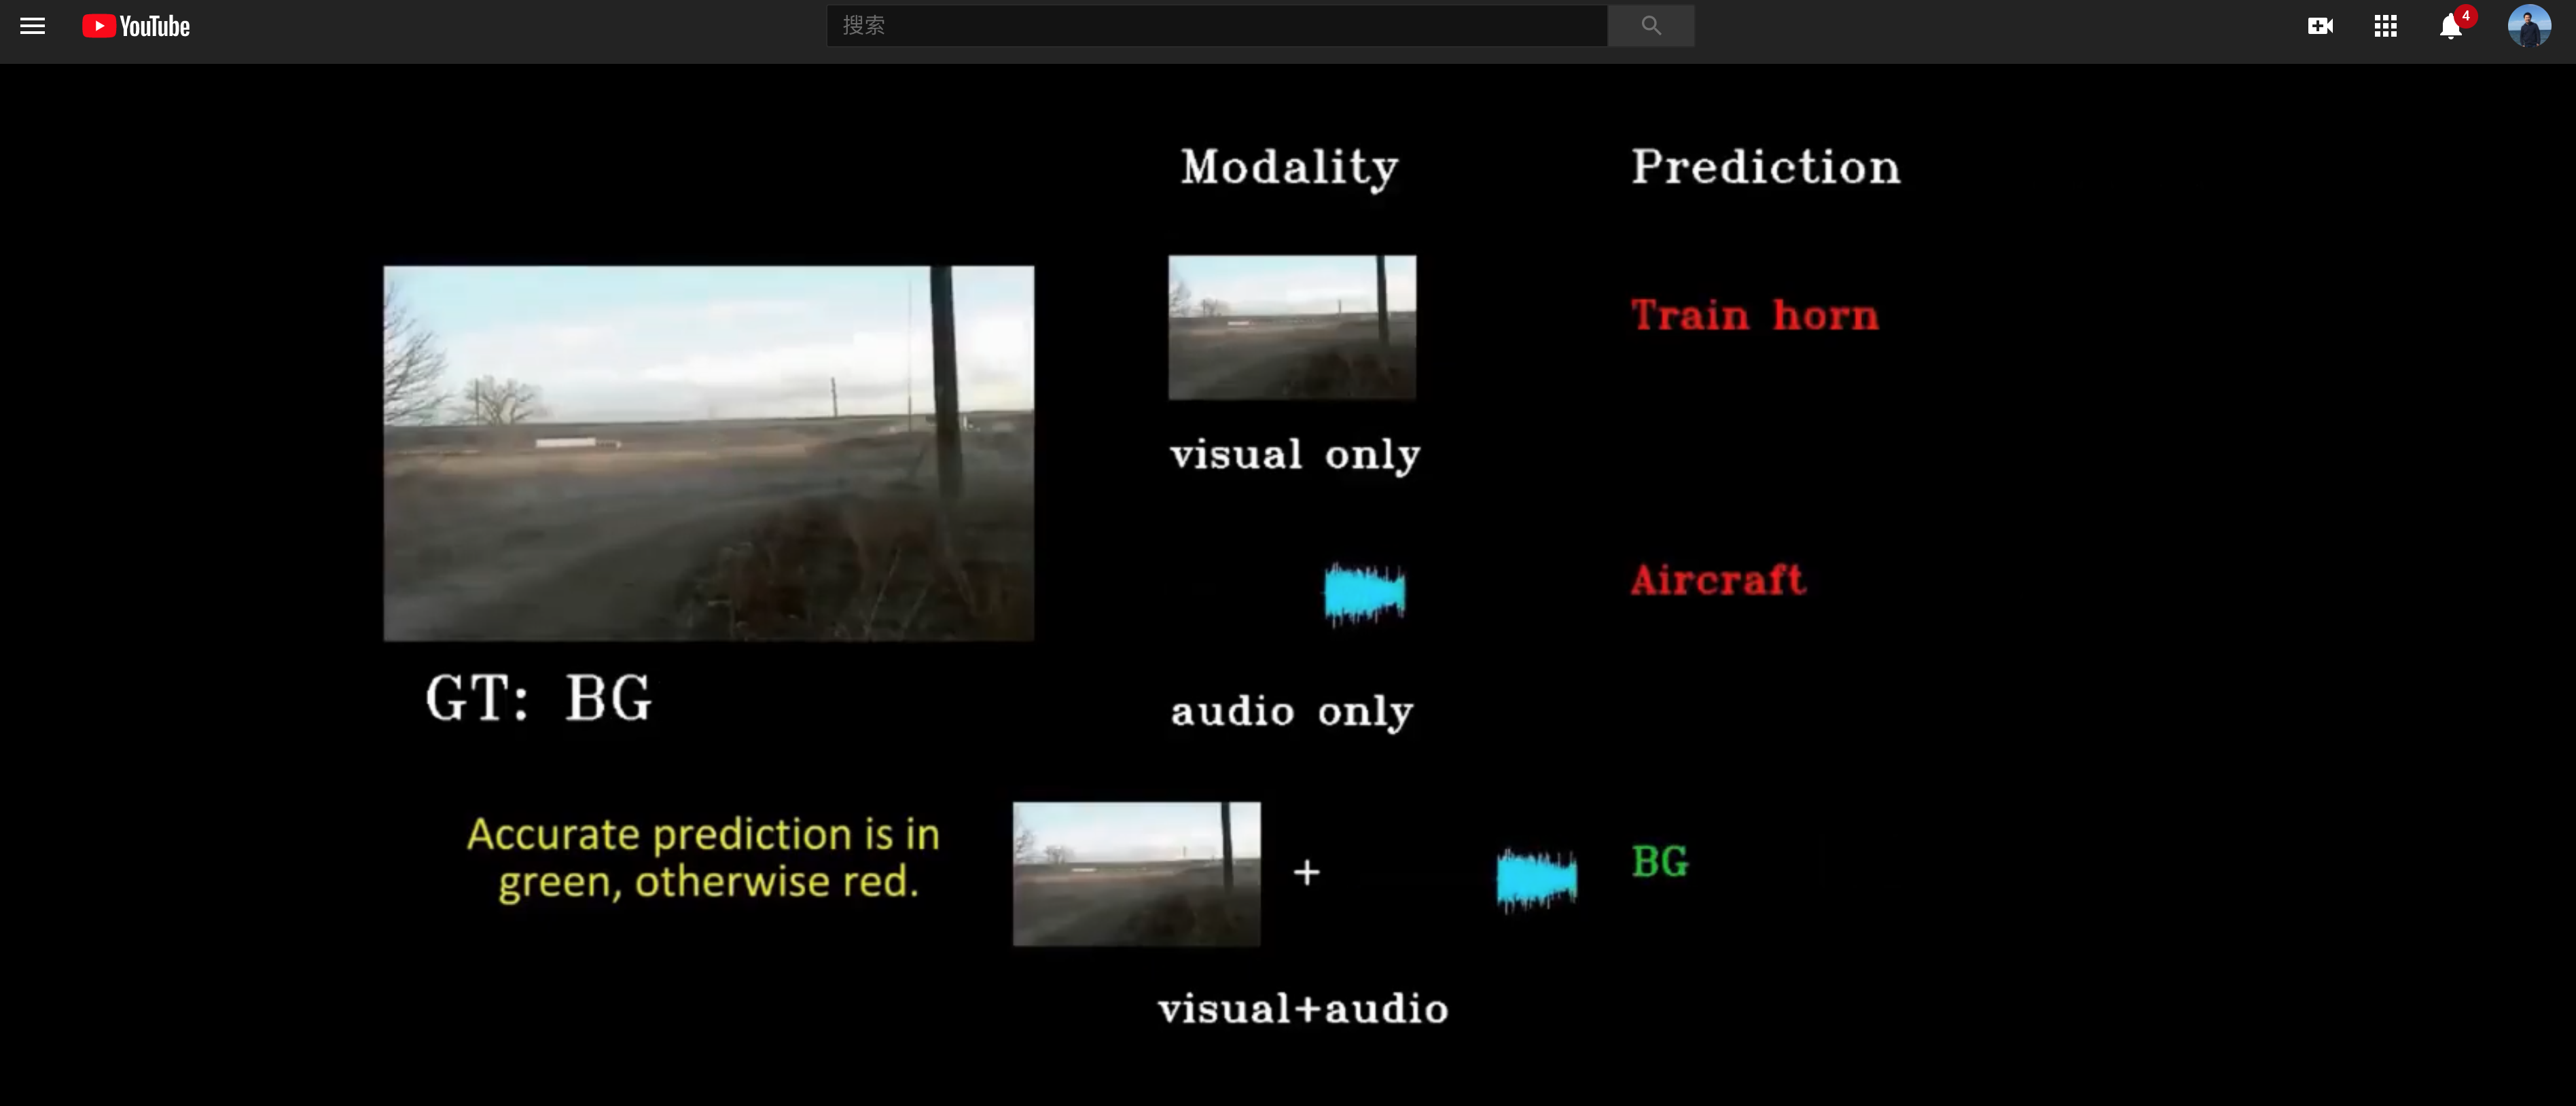 YouTube
搜索
4
Modality
Prediction
Train horn
visual only
Aircraft
audio only
GT: BG
Accurate prediction is in
green, otherwise red.
+
BG
visual+audio